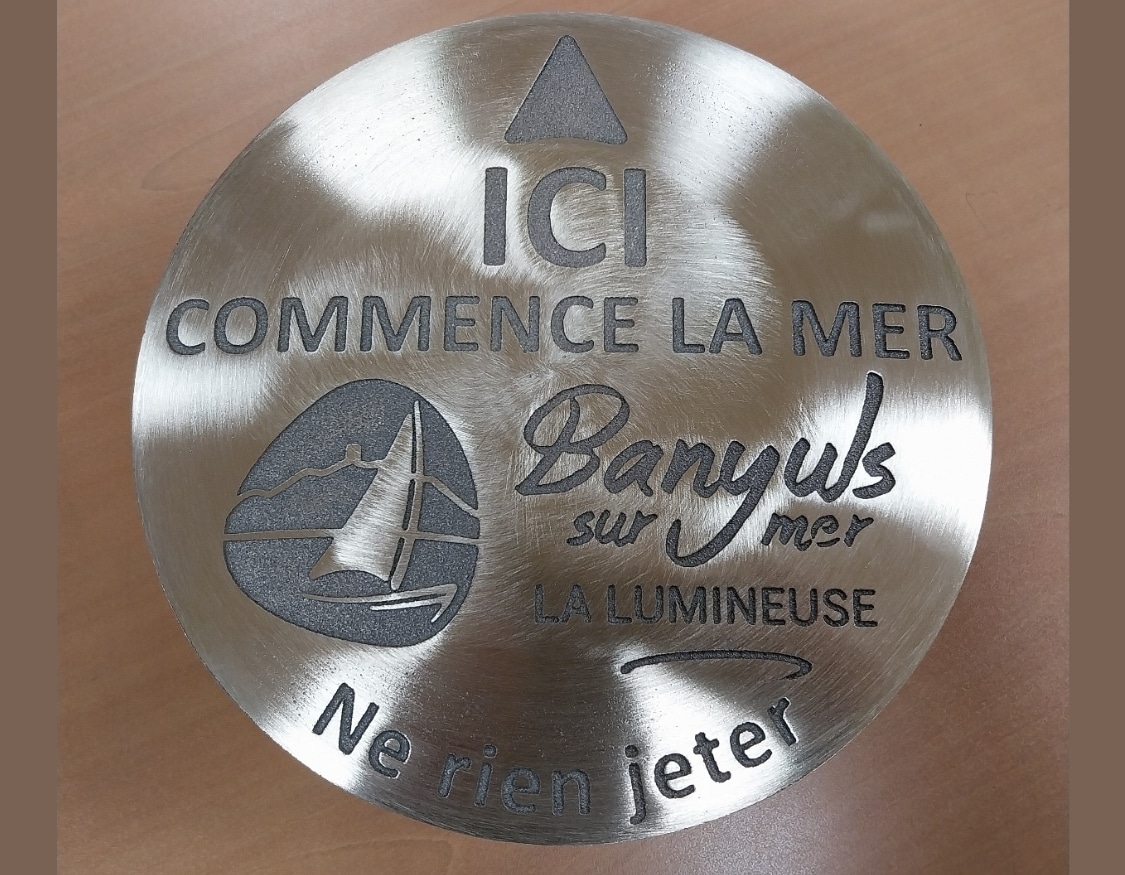 ICI
COMMENCE LA MER
Banyuls
sur mer
LA LUMINEUSE
Ne rien jeter